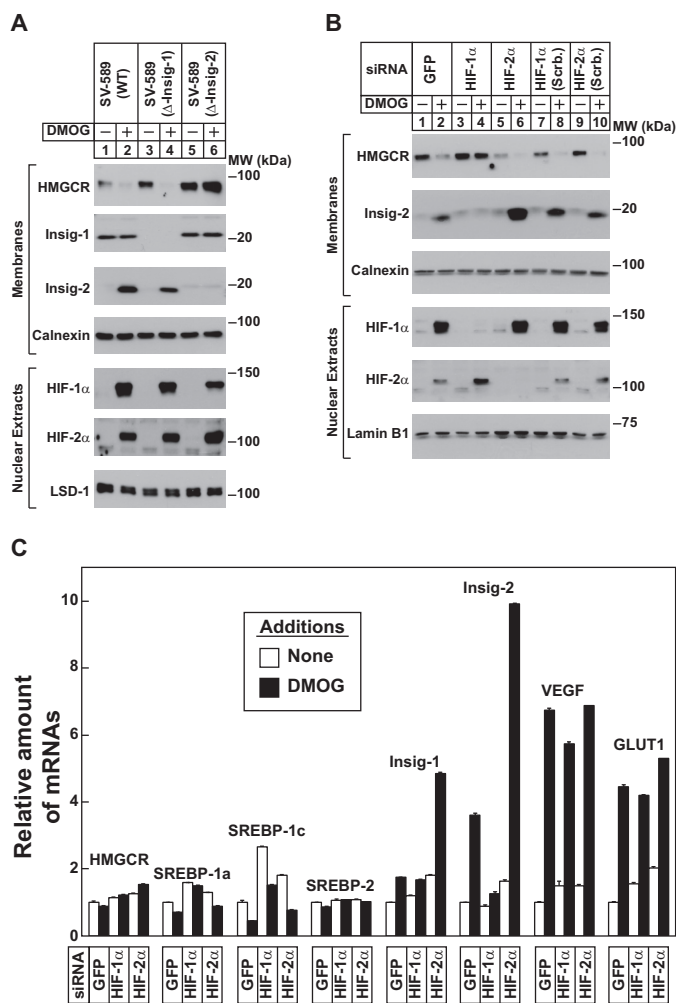 A
SV-589 (WT)
SV-589 (Δ-Insig-1)
SV-589 (Δ-Insig-2)
DMOG – + – + – +
1 2 3 4 5 6 MW (kDa)
Membranes
HMGCR –100
Insig-1 –20
Insig-2 –20
Calnexin –100
Nuclear Extracts
HIF-1α –150
HIF-2α –100
LSD-1 –100
B
siRNA GFP HIF-1α HIF-2α HIF-1α (Scrb.) HIF-2α (Scrb.)
DMOG – + – + – + – + – +
1 2 3 4 5 6 7 8 9 10 MW (kDa)
Membranes
HMGCR –100
Insig-2 –20
Calnexin –100
Nuclear Extracts
HIF-1α –150
HIF-2α –100
Lamin B1 –75
C
Relative amount of mRNAs
10
8
6
4
2
0
Additions
None
DMOG
HMGCR
SREBP-1a
SREBP-1c
SREBP-2
Insig-1
Insig-2
VEGF
GLUT1
siRNA
GFP HIF-1α HIF-2α
GFP HIF-1α HIF-2α
GFP HIF-1α HIF-2α
GFP HIF-1α HIF-2α
GFP HIF-1α HIF-2α
GFP HIF-1α HIF-2α
GFP HIF-1α HIF-2α
GFP HIF-1α HIF-2α